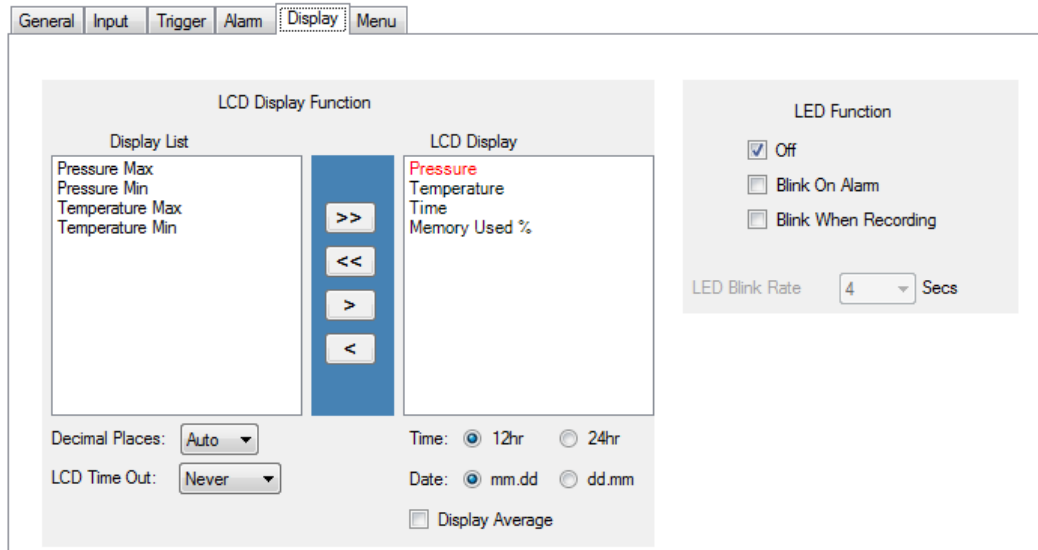 General Input Trigger Alarm Display Menu
LCD Display Function
Display List
Pressure Max
Pressure Min
Temperature Max
Temperature Min
>>
<<
>
<
LCD Display
Pressure
Temperature
Time
Memory Used %
Decimal Places: Auto
LCD Time Out: Never
Time: 12hr 24hr
Date: mm.dd dd.mm
Display Average
LED Function
Off
Blink On Alarm
Blink When Recording
LED Blink Rate 4 Secs